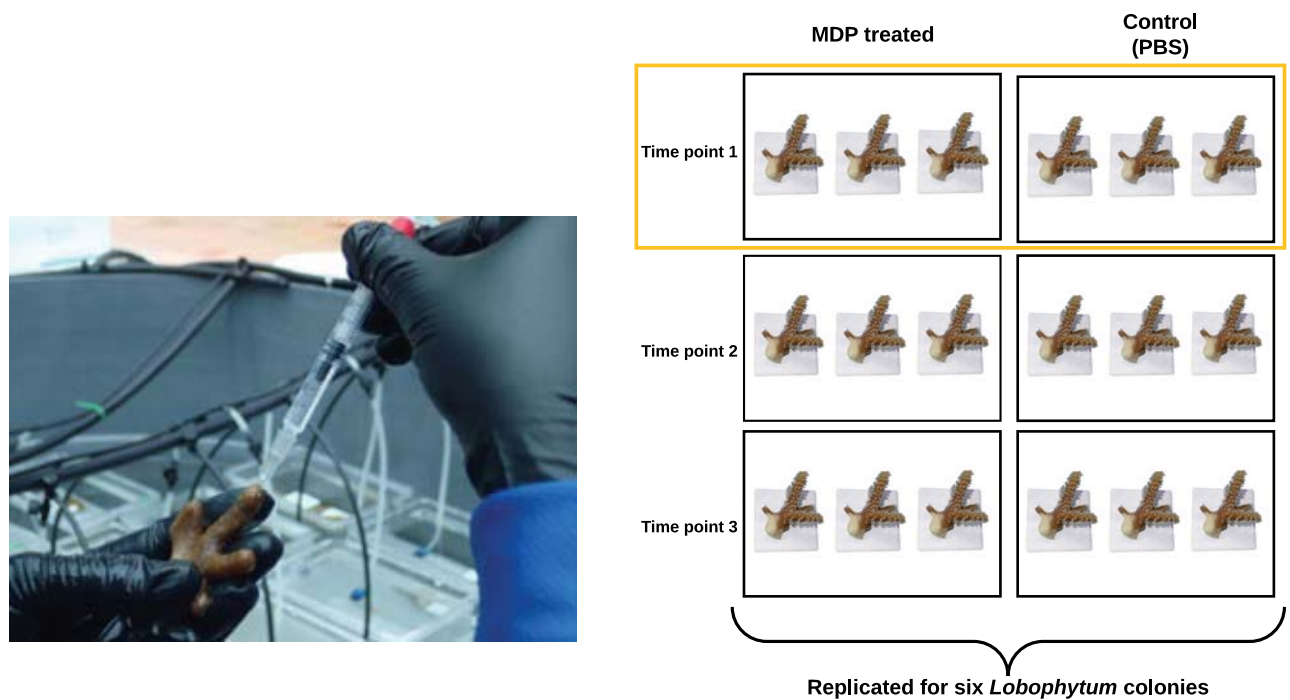 MDP treated
Control
(PBS)
Time point 1
Time point 2
Time point 3
Replicated for six Lobophytum colonies